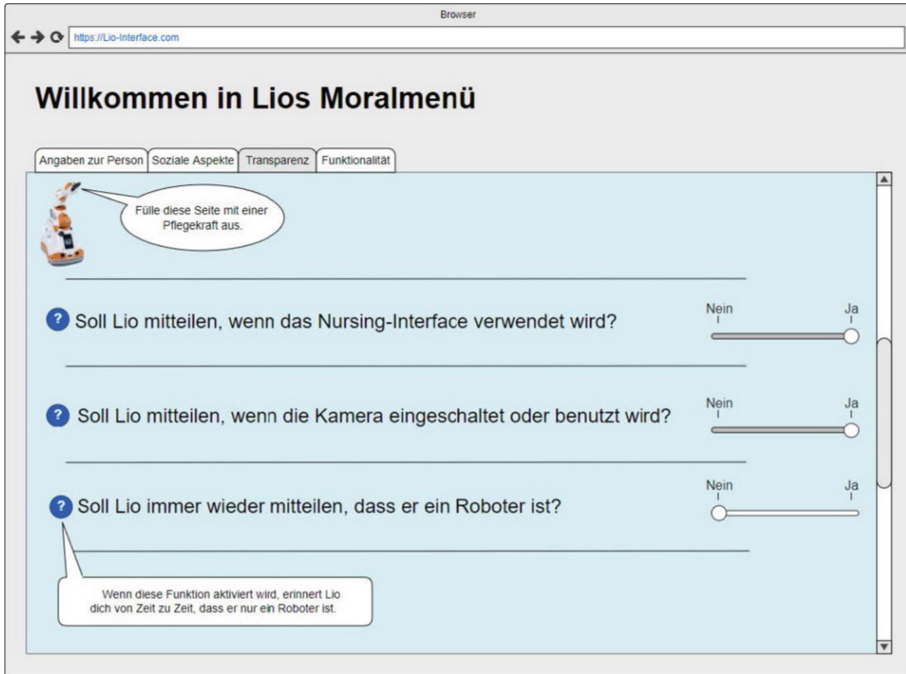 Browser
https://Lio-Interface.com
Willkommen in Lios Moralmenü
Angaben zur Person Soziale Aspekte Transparenz Funktionalität
Fülle diese Seite mit einer
Pflegekraft aus.
? Soll Lio mitteilen, wenn das Nursing-Interface verwendet wird?
Nein Ja
? Soll Lio mitteilen, wenn die Kamera eingeschaltet oder benutzt wird?
Nein Ja
? Soll Lio immer wieder mitteilen, dass er ein Roboter ist?
Nein Ja
Wenn diese Funktion aktiviert wird, erinnert Lio
dich von Zeit zu Zeit, dass er nur ein Roboter ist.